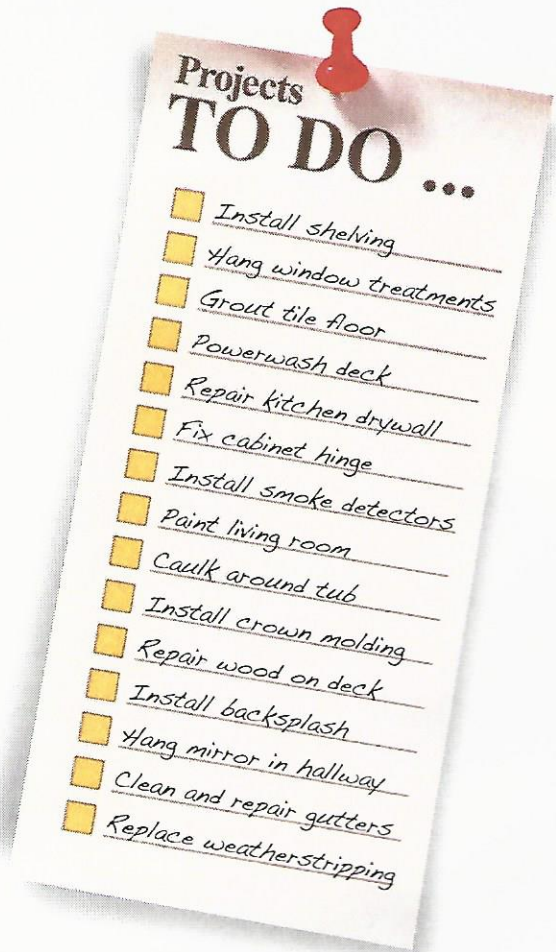 Projects
TO DO ...
Install shelving
Hang window treatments
Grout tile floor
Powerwash deck
Repair kitchen drywall
Fix cabinet hinge
Install smoke detectors
Paint living room
Caulk around tub
Install crown molding
Repair wood on deck
Install backsplash
Hang mirror in hallway
Clean and repair gutters
Replace weatherstripping